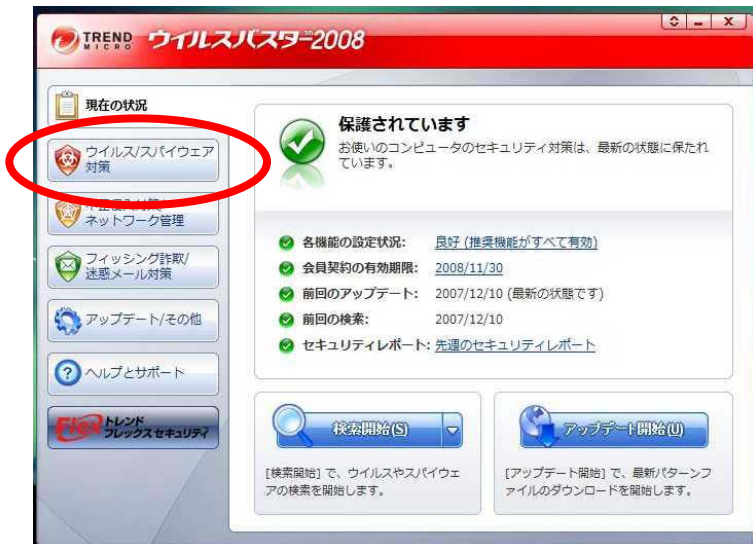 TREND MICRO ウイルスバスター2008
現在の状況
ウイルス/スパイウェア
対策
ネットワーク管理
フィッシング詐欺/
迷惑メール対策
アップデート/その他
ヘルプとサポート
Flex トレンド
フレックス セキュリティ
保護されています
お使いのコンピュータのセキュリティ対策は、最新の状態に保たれ
ています。
各機能の設定状況: 良好 (推奨機能がすべて有効)
会員契約の有効期限: 2008/11/30
前回のアップデート: 2007/12/10 (最新の状態です)
前回の検索: 2007/12/10
セキュリティレポート: 先週のセキュリティレポート
検索開始(S)
[検索開始] で、ウイルスやスパイウェ
アの検索を開始します。
アップデート開始(U)
[アップデート開始] で、最新パターンフ
ァイルのダウンロードを開始します。